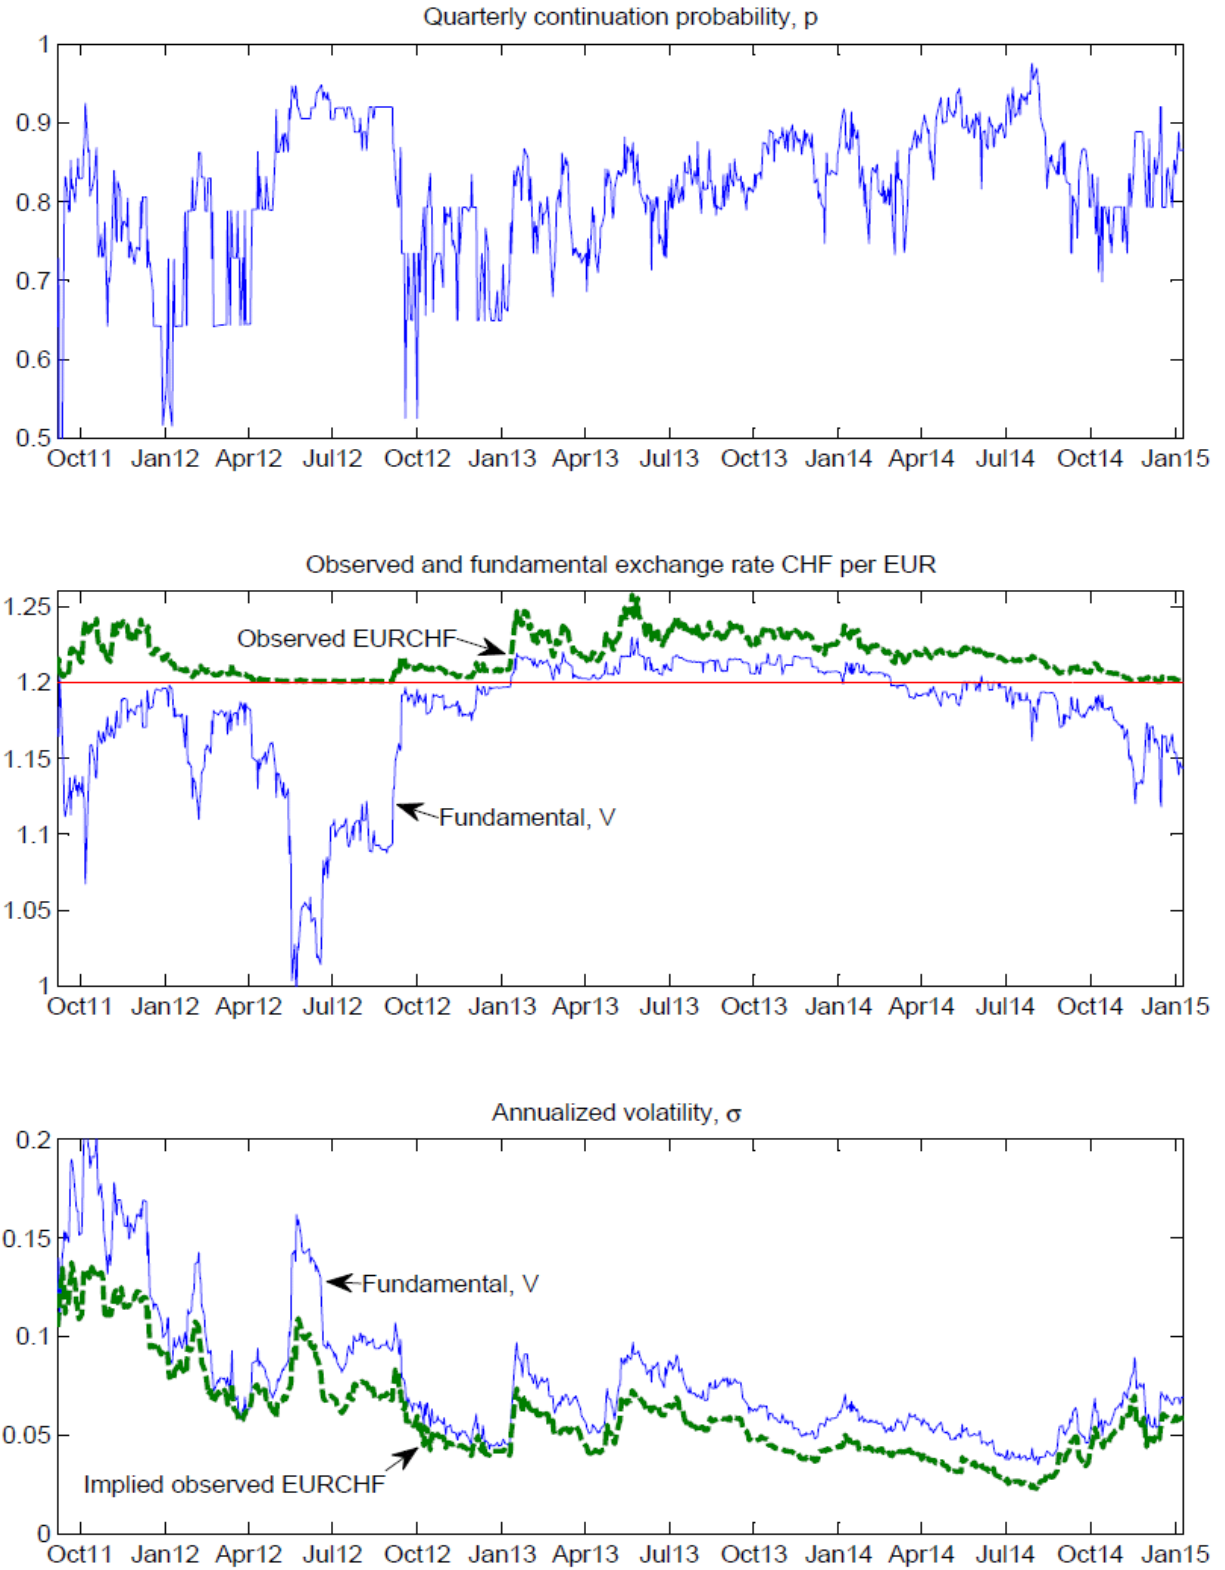 Quarterly continuation probability, p
1
0.9
0.8
0.7
0.6
0.5
Oct11 Jan12 Apr12 Jul12 Oct12 Jan13 Apr13 Jul13 Oct13 Jan14 Apr14 Jul14 Oct14 Jan15
Observed and fundamental exchange rate CHF per EUR
1.25
Observed EURCHF
1.2
1.15
Fundamental, V
1.1
1.05
1
Oct11 Jan12 Apr12 Jul12 Oct12 Jan13 Apr13 Jul13 Oct13 Jan14 Apr14 Jul14 Oct14 Jan15
Annualized volatility, σ
0.2
0.15
Fundamental, V
0.1
0.05
Implied observed EURCHF
0
Oct11 Jan12 Apr12 Jul12 Oct12 Jan13 Apr13 Jul13 Oct13 Jan14 Apr14 Jul14 Oct14 Jan15